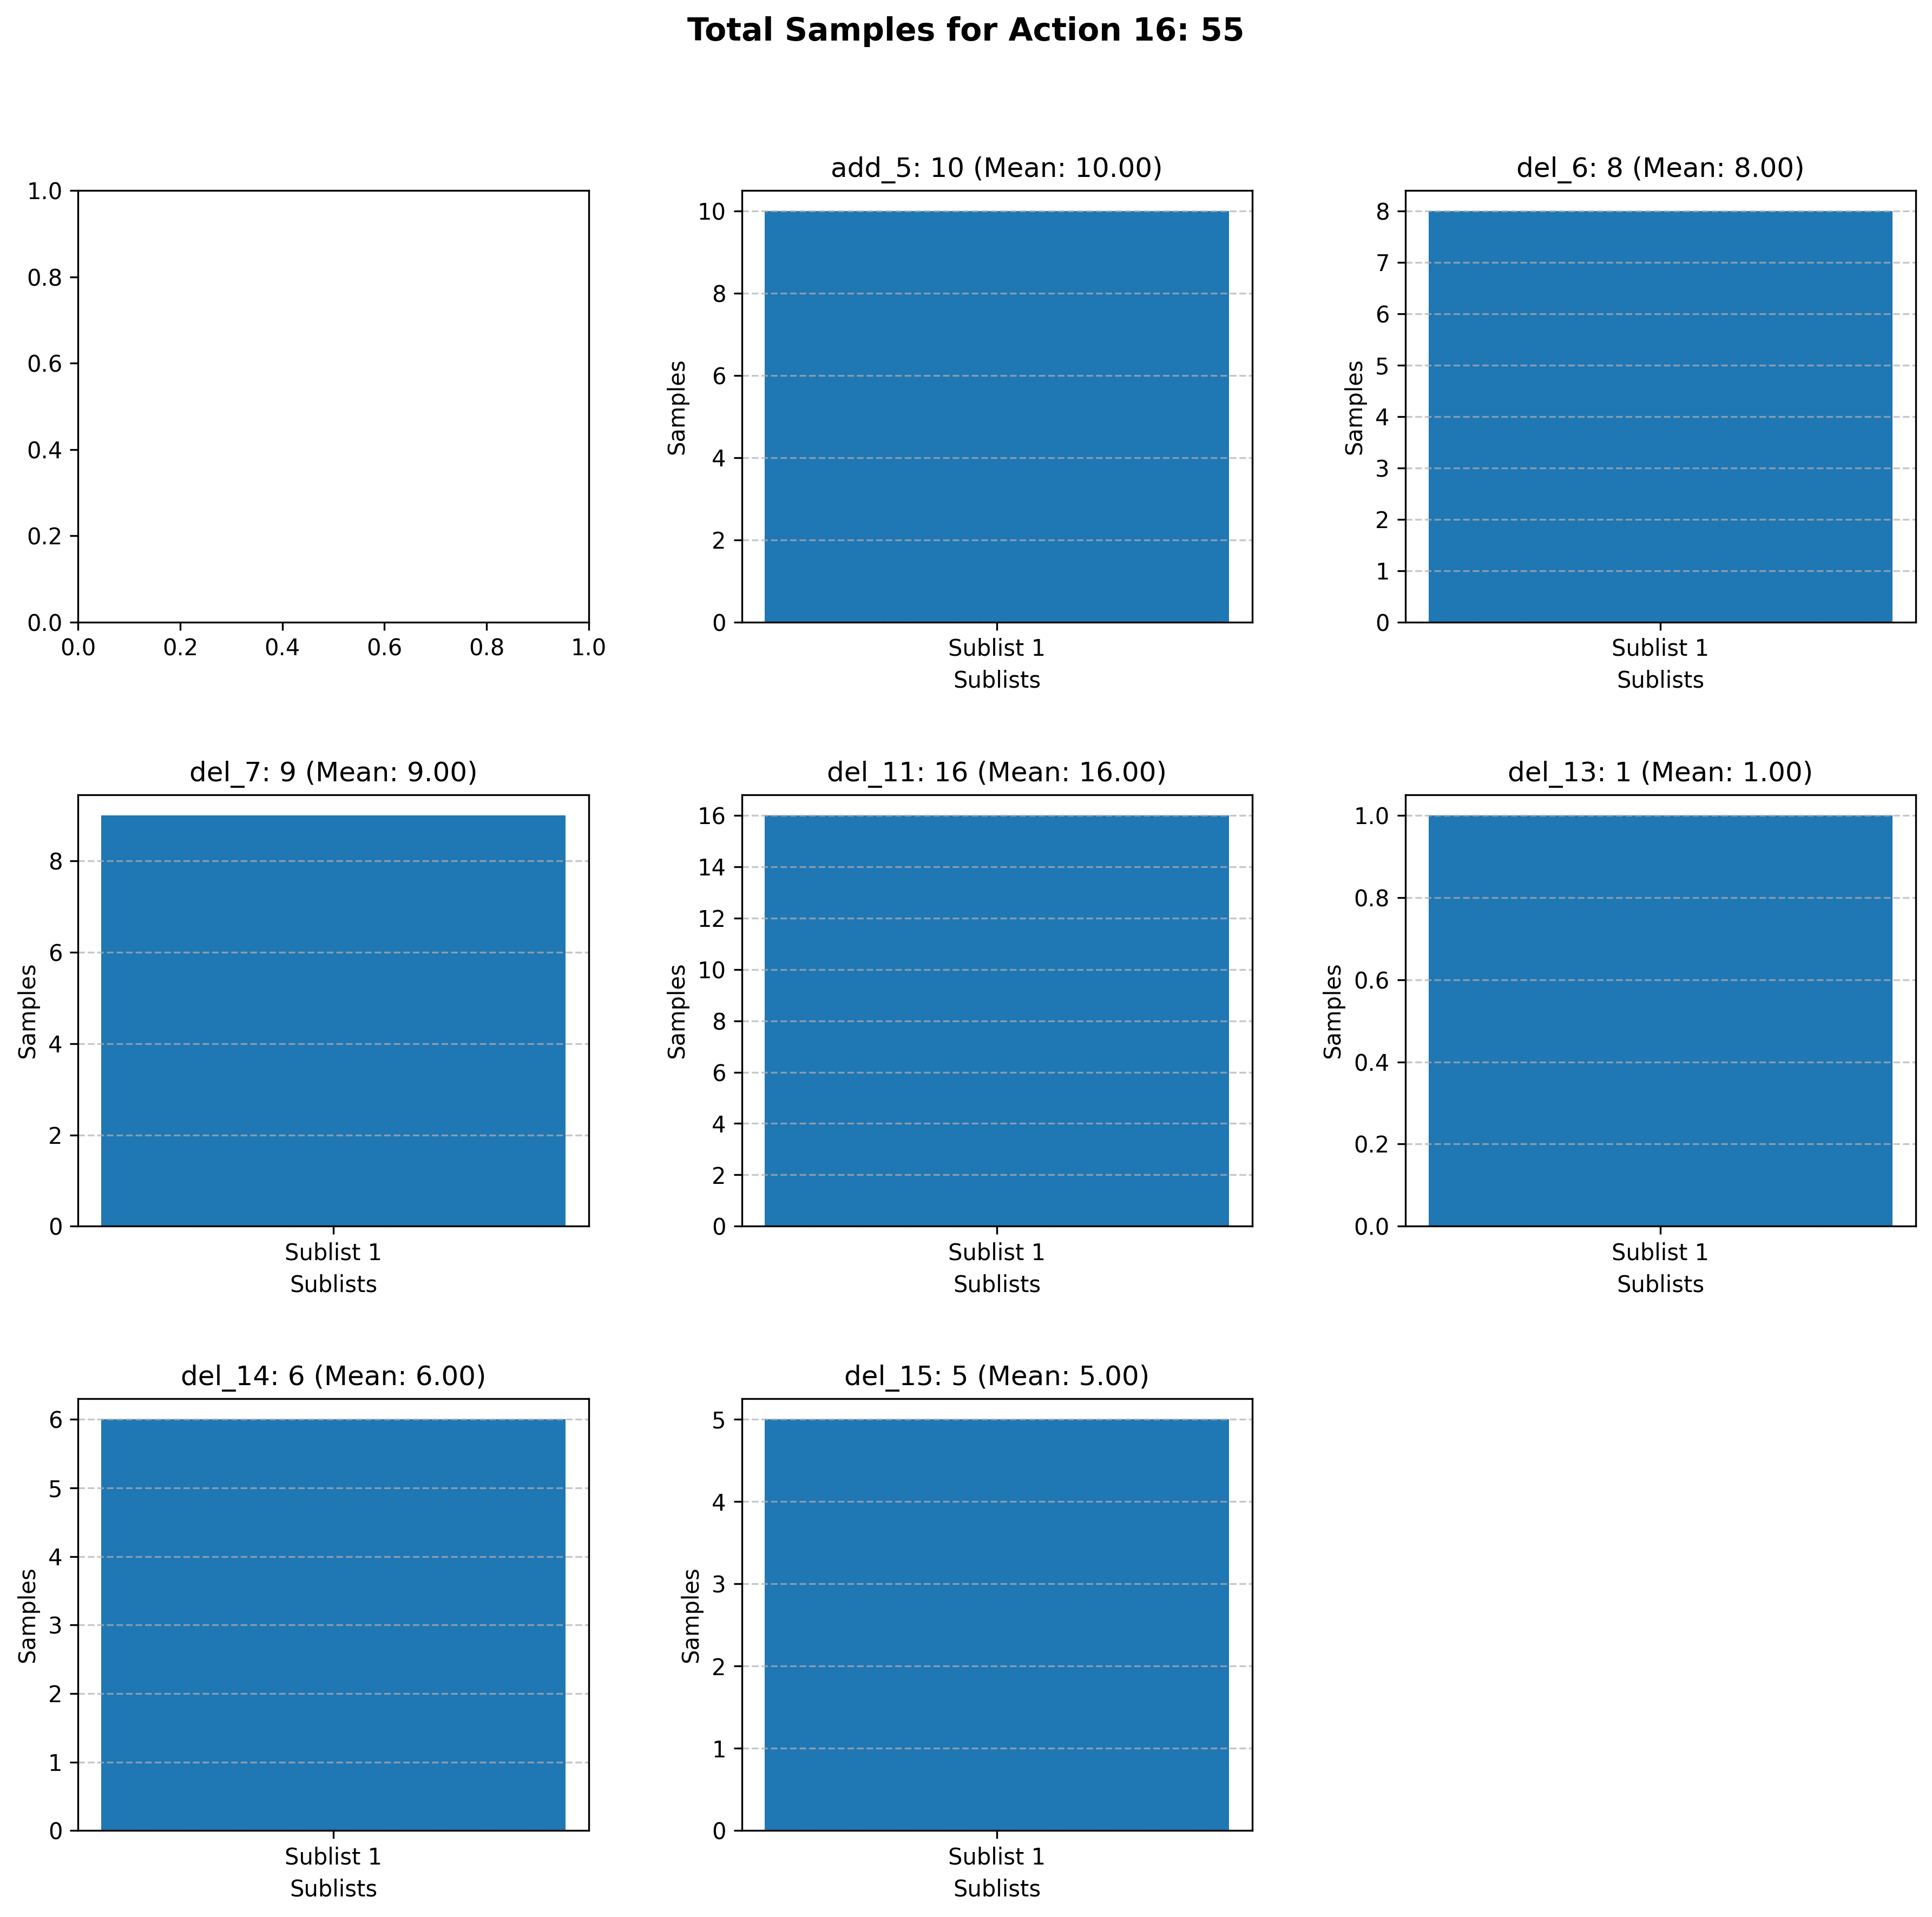 Total Samples for Action 16: 55
1.0
0.8
0.6
0.4
0.2
0.0
0.0 0.2 0.4 0.6 0.8 1.0
add_5: 10 (Mean: 10.00)
Samples
10
8
6
4
2
0
Sublist 1
Sublists
del_6: 8 (Mean: 8.00)
Samples
8
7
6
5
4
3
2
1
0
Sublist 1
Sublists
del_7: 9 (Mean: 9.00)
Samples
8
6
4
2
0
Sublist 1
Sublists
del_11: 16 (Mean: 16.00)
Samples
16
14
12
10
8
6
4
2
0
Sublist 1
Sublists
del_13: 1 (Mean: 1.00)
Samples
1.0
0.8
0.6
0.4
0.2
0.0
Sublist 1
Sublists
del_14: 6 (Mean: 6.00)
Samples
6
5
4
3
2
1
0
Sublist 1
Sublists
del_15: 5 (Mean: 5.00)
Samples
5
4
3
2
1
0
Sublist 1
Sublists